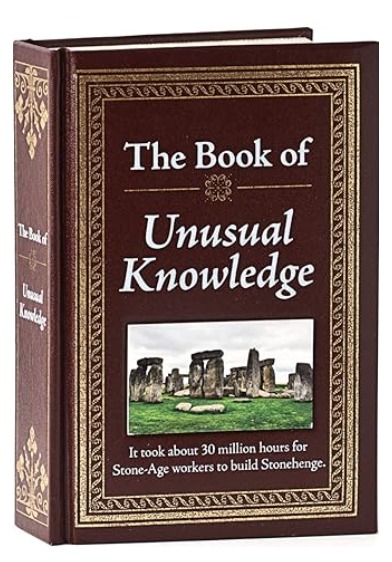 The Book of
Unusual
Knowledge
It took about 30 million hours for
Stone-Age workers to build Stonehenge.
The Book of
Unusual
Knowledge